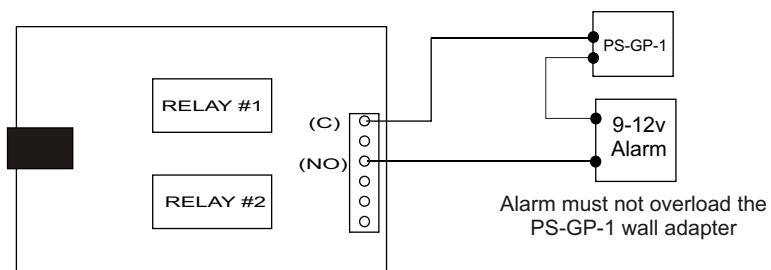 PS-GP-1
RELAY #1
(C)
9-12v
Alarm
(NO)
RELAY #2
Alarm must not overload the
PS-GP-1 wall adapter